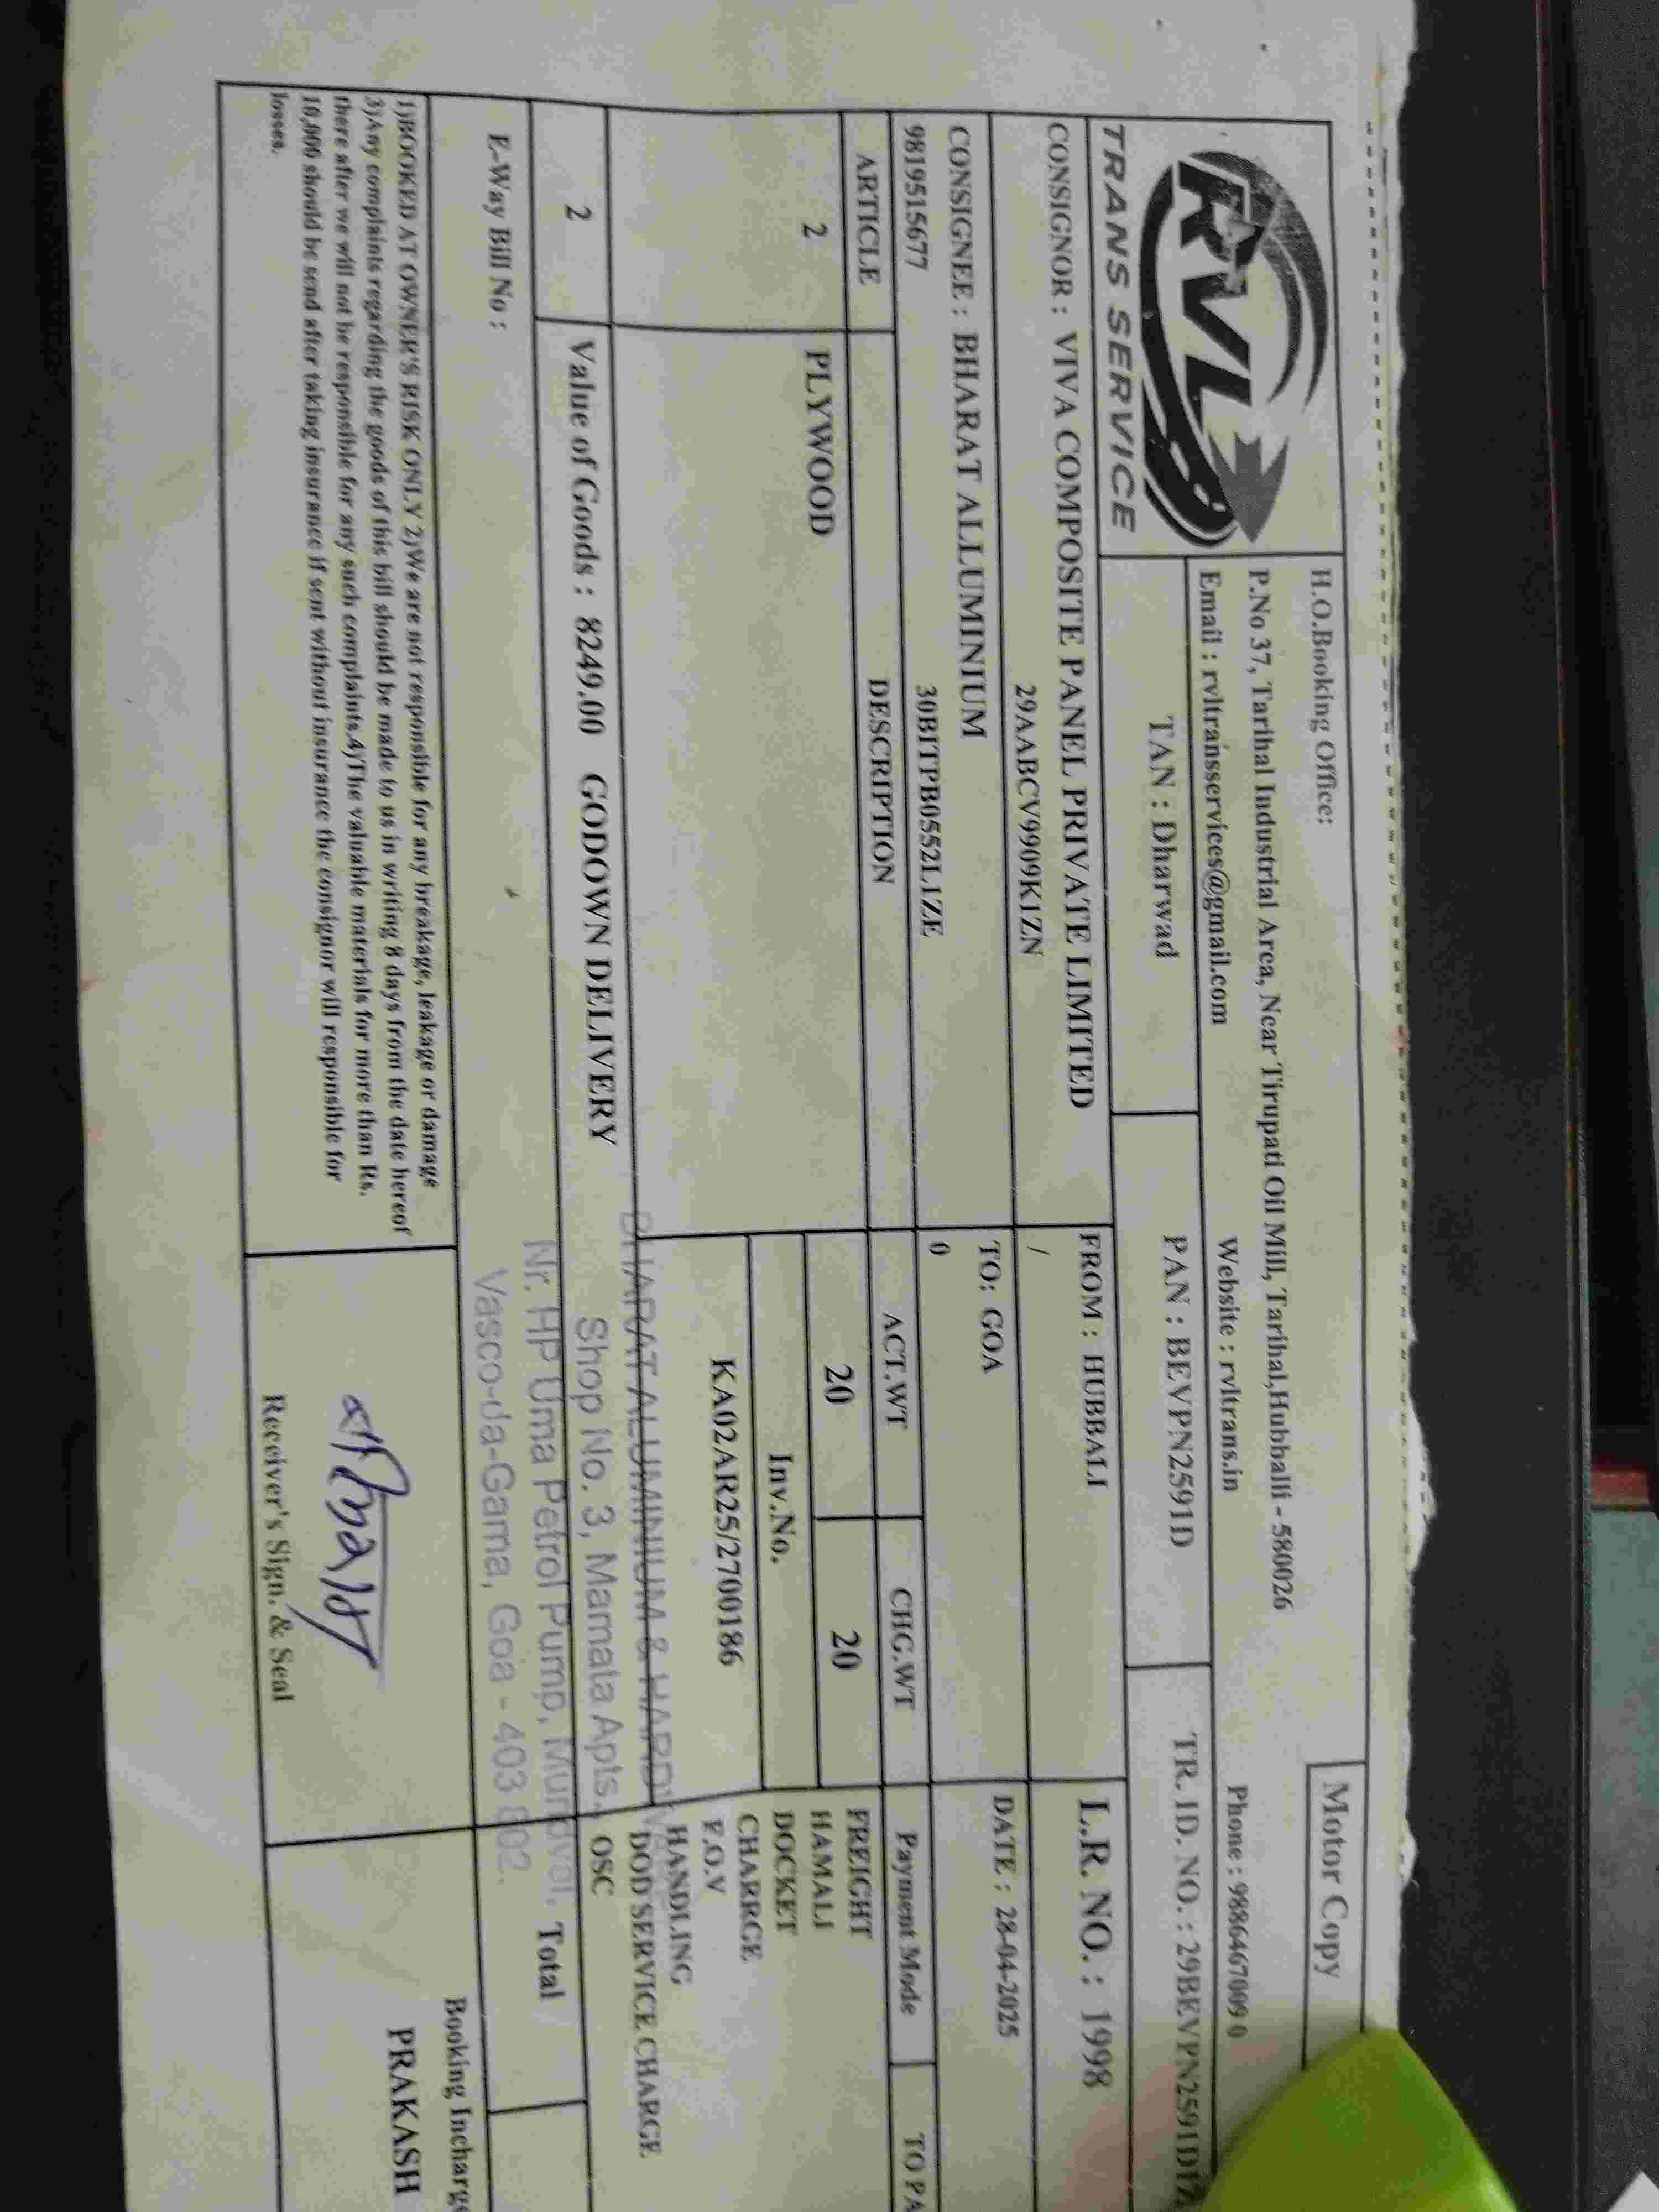 Motor Copy
RVL
TRANS SERVICE
H.O.Booking Office:
P.No 37, Tarihal Industrial Area, Near Tirupati Oil Mill, Tarihal,Hubballi - 580026
Email : rvltransservices@gmail.com Website : rvltrans.in Phone : 9886467009 0
TAN : Dharwad PAN : BEVPN2591D TR. ID. NO. : 29BEVPN2591D1Z
CONSIGNOR : VIVA COMPOSITE PANEL PRIVATE LIMITED FROM : HUBBALI L.R. NO. : 1998
29AABCV9909K1ZN /
CONSIGNEE : BHARAT ALLUMINIUM TO: GOA DATE : 28-04-2025
9819515677 30BITPB0552L1ZE 0
ARTICLE DESCRIPTION ACT.WT CHG.WT Payment Mode TO PA
2 PLYWOOD 20 20 FREIGHT
HAMALI
Inv.No. DOCKET
CHARRGE
KA02AR25/2700186 F.O.V
HANDLING
DOD SERVICE CHARGE
BHARAT ALUMINIUM & HARDW
2 Value of Goods : 8249.00 GODOWN DELIVERY Shop No. 3, Mamata Apts. OSC
Nr. HP Uma Petrol Pump, Total
E-Way Bill No : Vasco-da-Gama, Goa - 403 802.
1)BOOKED AT OWNER'S RISK ONLY 2)We are not responsible for any breakage, leakage or damage
3)Any complaints regarding the goods of this bill should be made to us in writing 8 days from the date hereof
there after we will not be responsible for any such complaints.4)The valuable materials for more than Rs.
10,000 should be send after taking insurance if sent without insurance the consignor will responsible for
losses.
Receiver's Sign. & Seal
Booking Incharge
PRAKASH